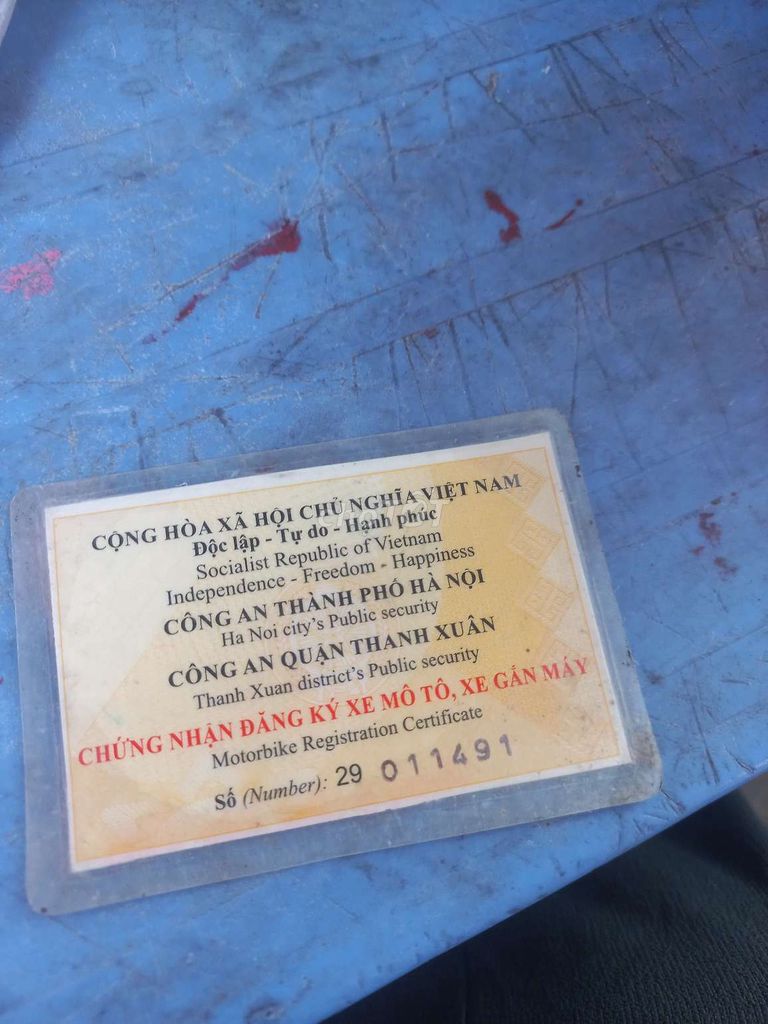 CỘNG HÒA XÃ HỘI CHỦ NGHĨA VIỆT NAM
Độc lập - Tự do - Hạnh phúc
Socialist Republic of Vietnam
Independence - Freedom - Happiness
CÔNG AN THÀNH PHỐ HÀ NỘI
Ha Noi city's Public security
CÔNG AN QUẬN THANH XUÂN
Thanh Xuan district's Public security
CHỨNG NHẬN ĐĂNG KÝ XE MÔ TÔ, XE GẮN MÁY
Motorbike Registration Certificate
Số (Number): 29 011491